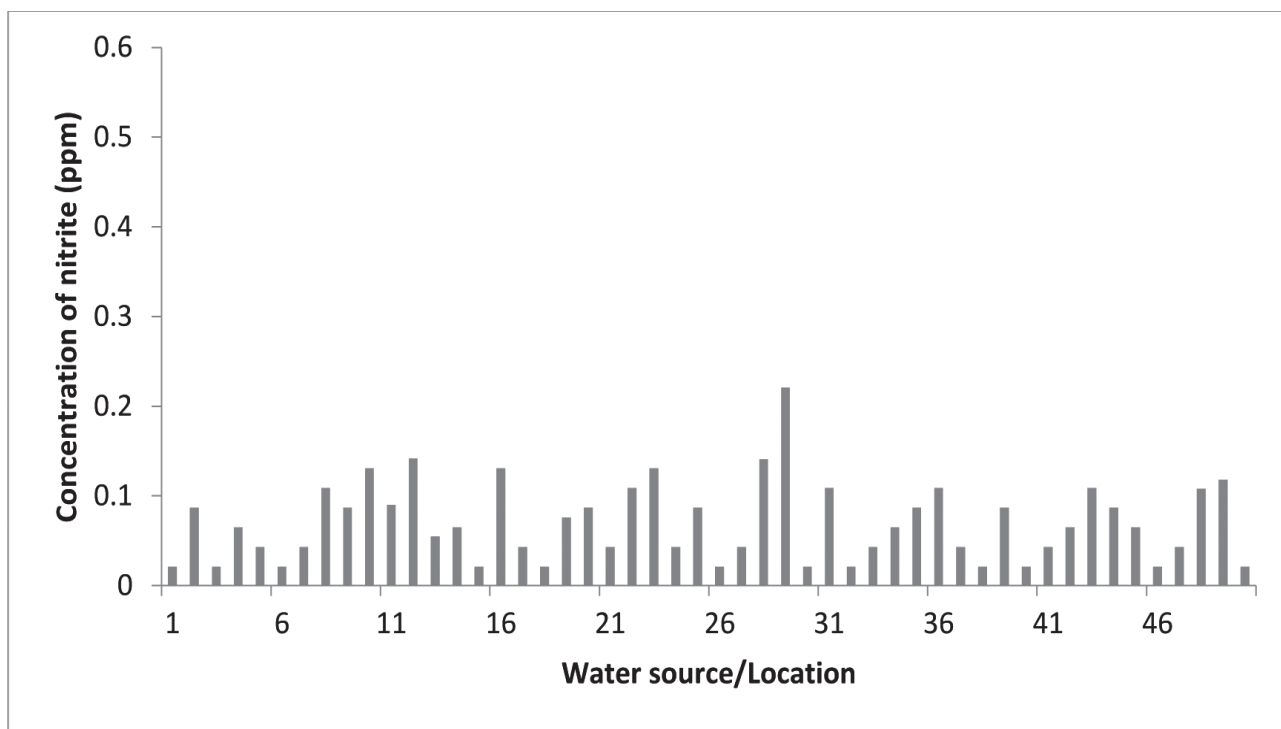 Concentration of nitrite (ppm)
0.6
0.5
0.4
0.3
0.2
0.1
0
1 6 11 16 21 26 31 36 41 46
Water source/Location